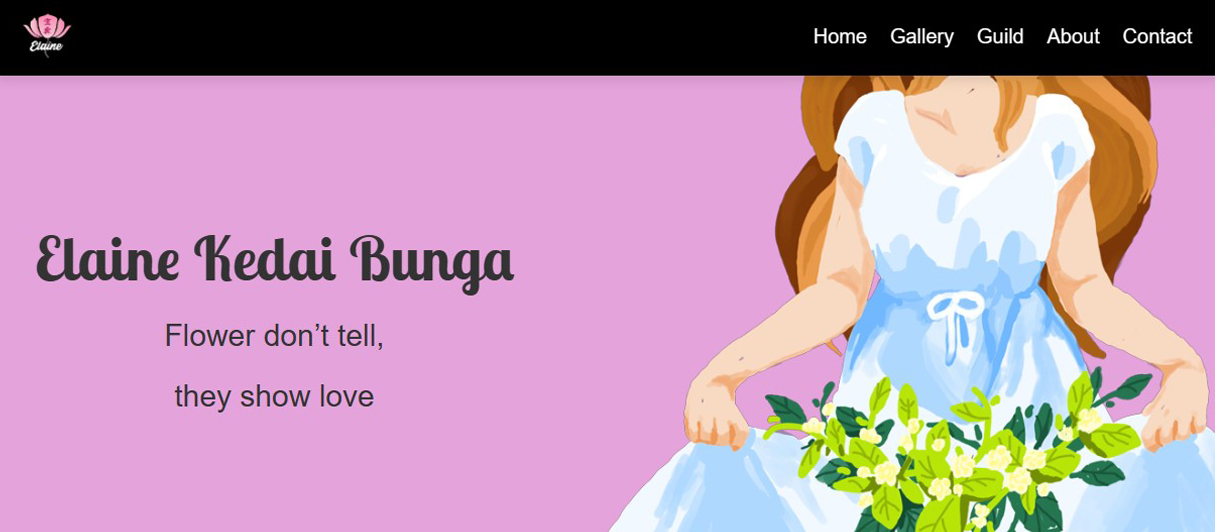 Elaine
Home Gallery Guild About Contact
Elaine Kedai Bunga
Flower don’t tell,
they show love